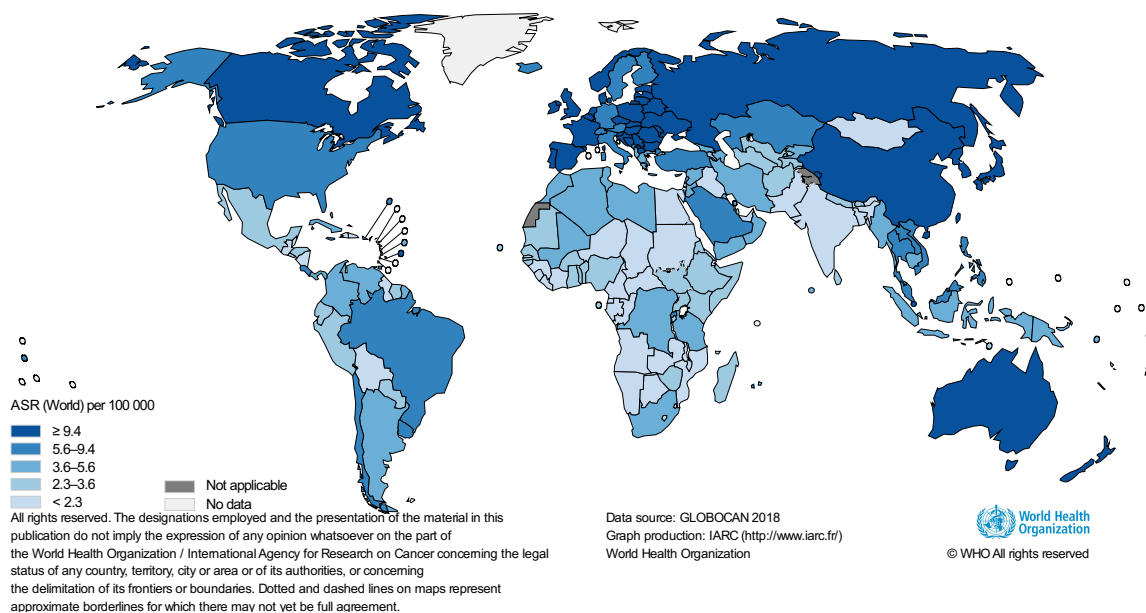 ASR (World) per 100 000
≥ 9.4
5.6–9.4
3.6–5.6
2.3–3.6
< 2.3
Not applicable
No data
All rights reserved. The designations employed and the presentation of the material in this
publication do not imply the expression of any opinion whatsoever on the part of
the World Health Organization / International Agency for Research on Cancer concerning the legal
status of any country, territory, city or area or of its authorities, or concerning
the delimitation of its frontiers or boundaries. Dotted and dashed lines on maps represent
approximate borderlines for which there may not yet be full agreement.
Data source: GLOBOCAN 2018
Graph production: IARC (http://www.iarc.fr/)
World Health Organization
World Health
Organization
© WHO All rights reserved